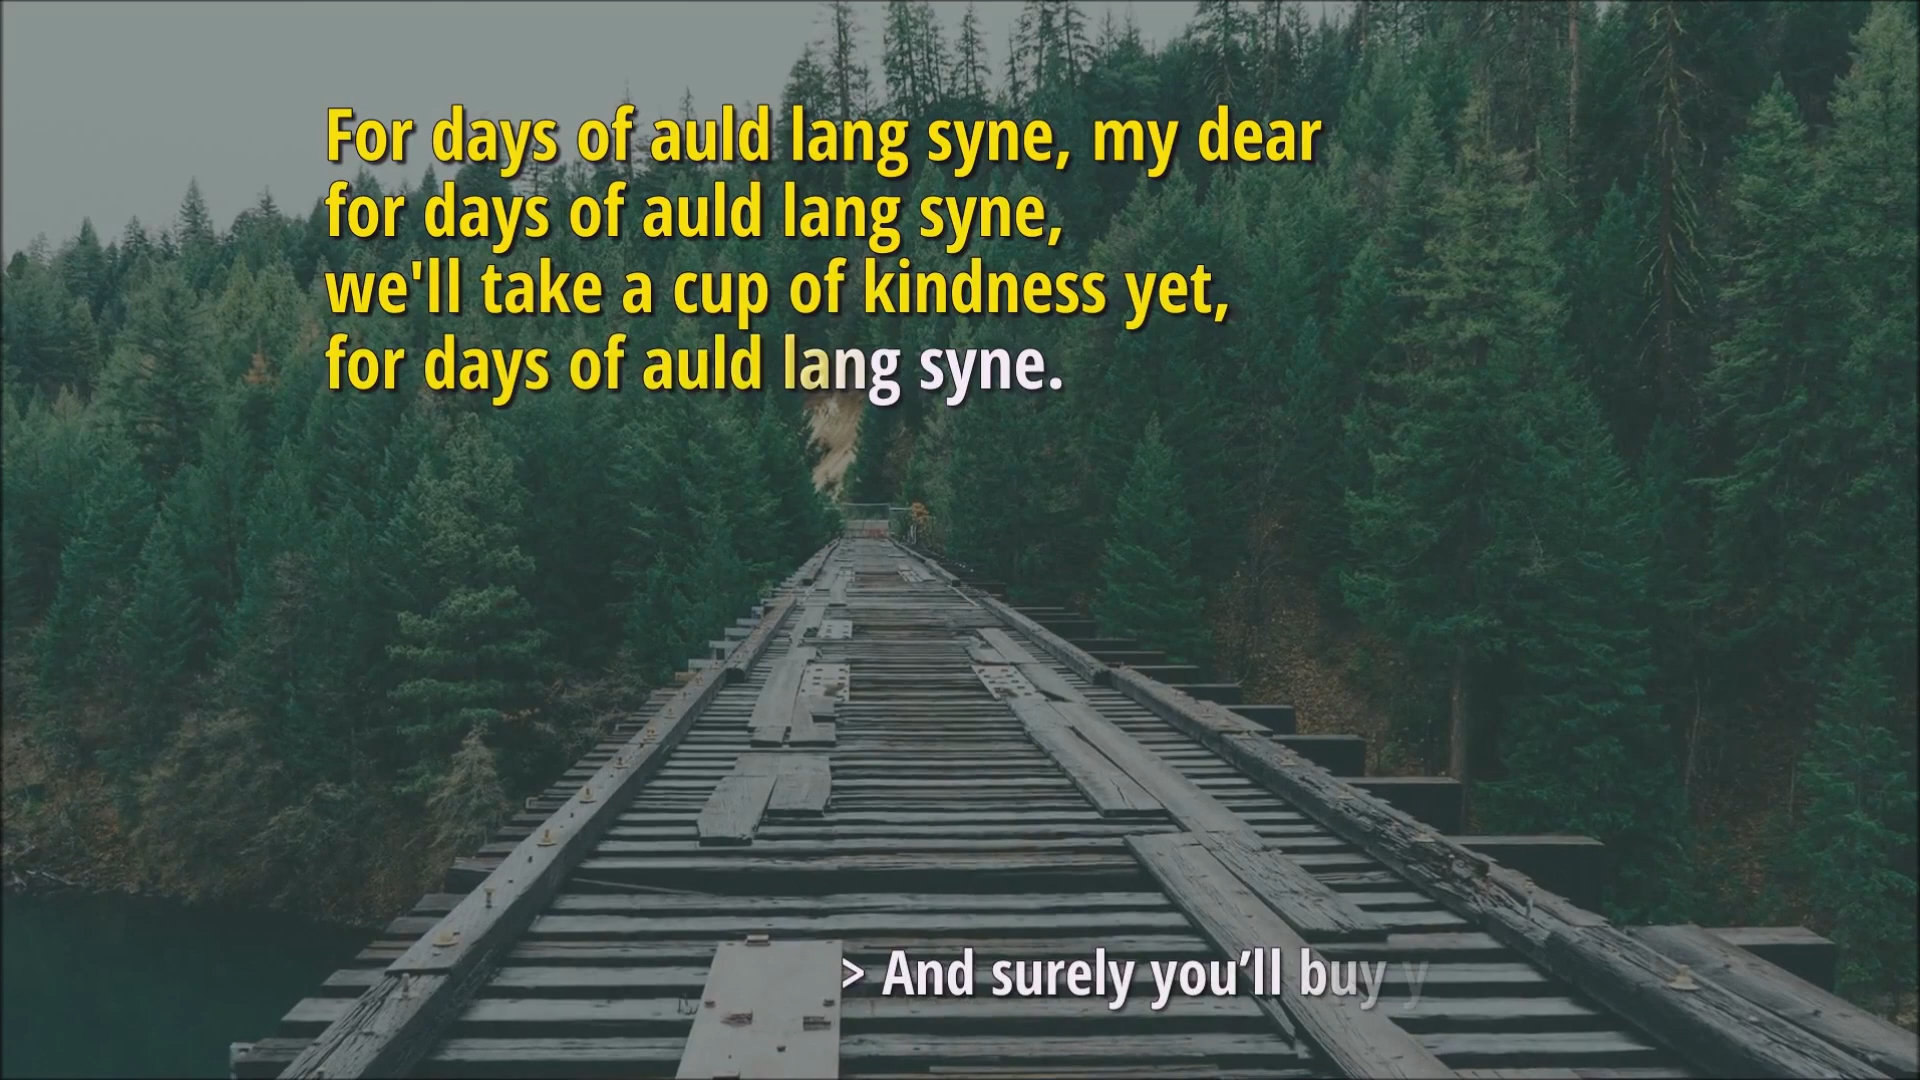 For days of auld lang syne, my dear
for days of auld lang syne,
we'll take a cup of kindness yet,
for days of auld lang syne.
> And surely you’ll buy y